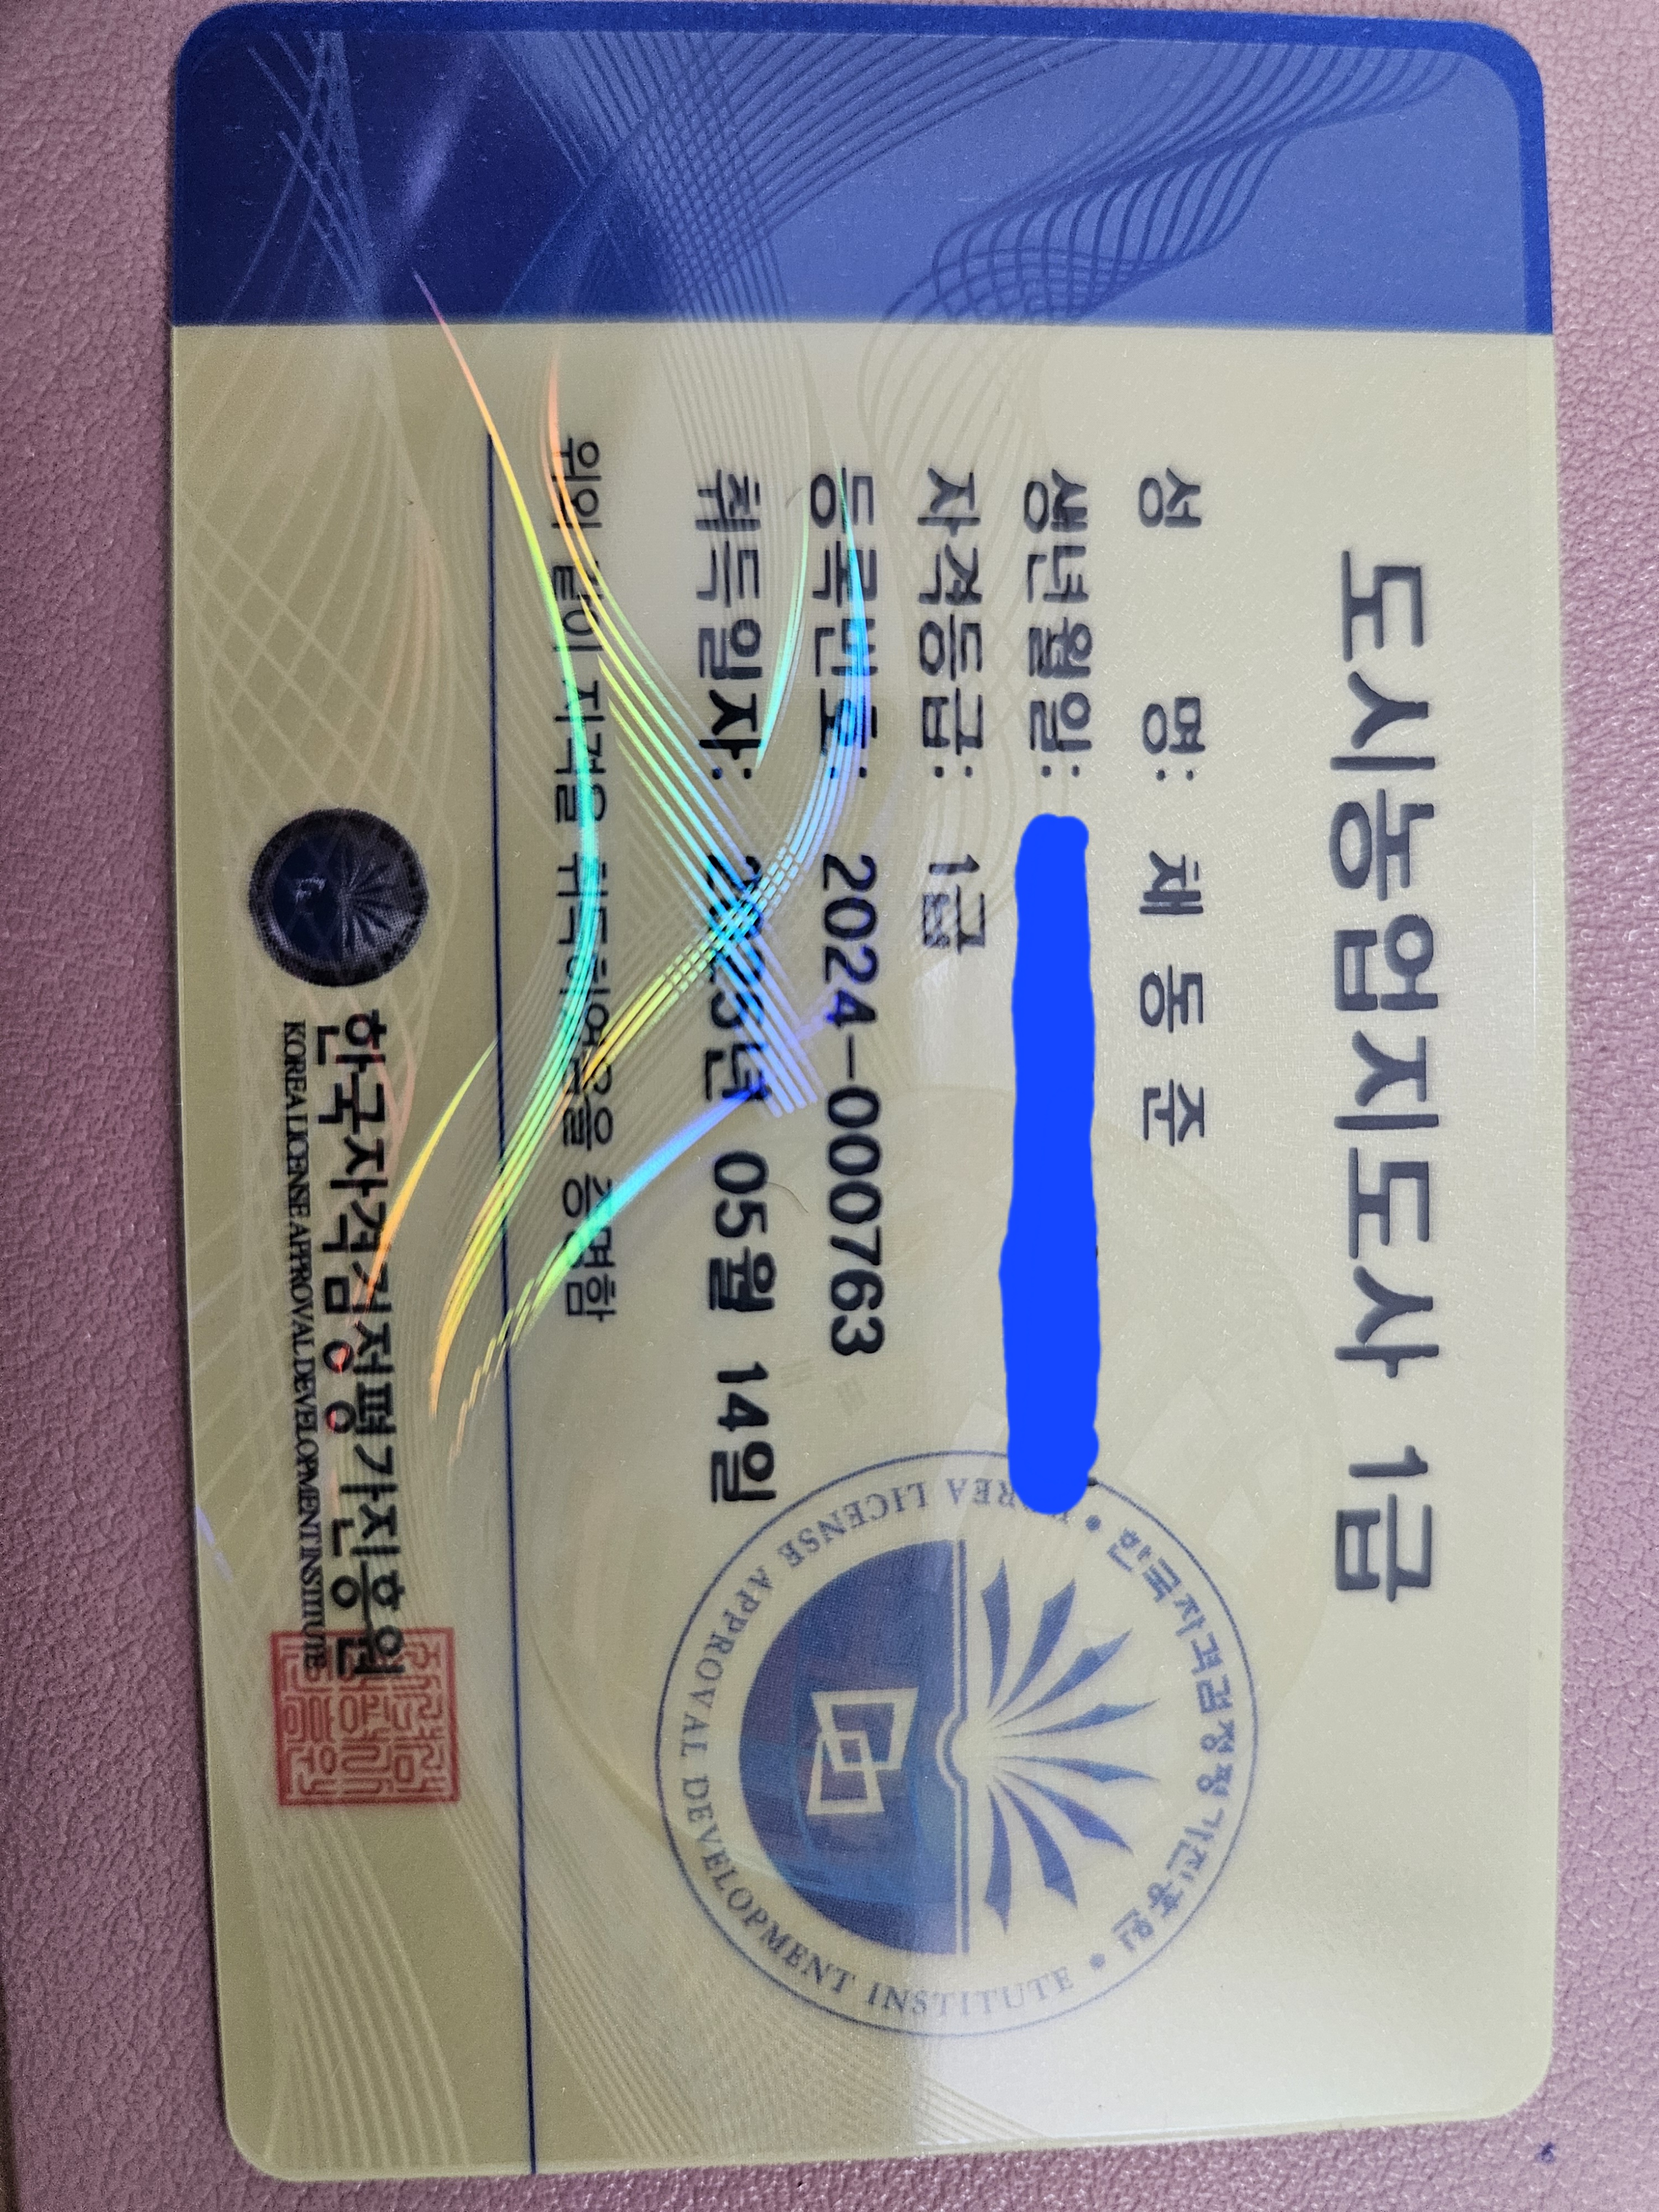 도시농업지도사 1급
성 명: 채 동 준
생년월일:
자격등급: 1급
등록번호: 2024-000763
취득일자: 2023년 05월 14일
위와 같이 자격을 취득하였음을 증명함
한국자격검정평가진흥원
KOREA LICENSE APPROVAL DEVELOPMENT INSTITUTE
한국자격검정평가진흥원
KOREA LICENSE APPROVAL DEVELOPMENT INSTITUTE